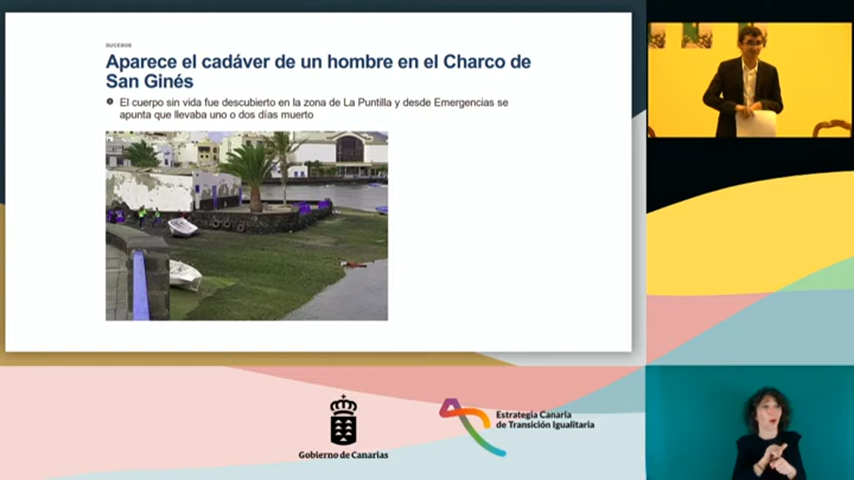 SUCESOS
Aparece el cadáver de un hombre en el Charco de
San Ginés
El cuerpo sin vida fue descubierto en la zona de La Puntilla y desde Emergencias se
apunta que llevaba uno o dos días muerto
Gobierno de Canarias
Estrategia Canaria
de Transición Igualitaria